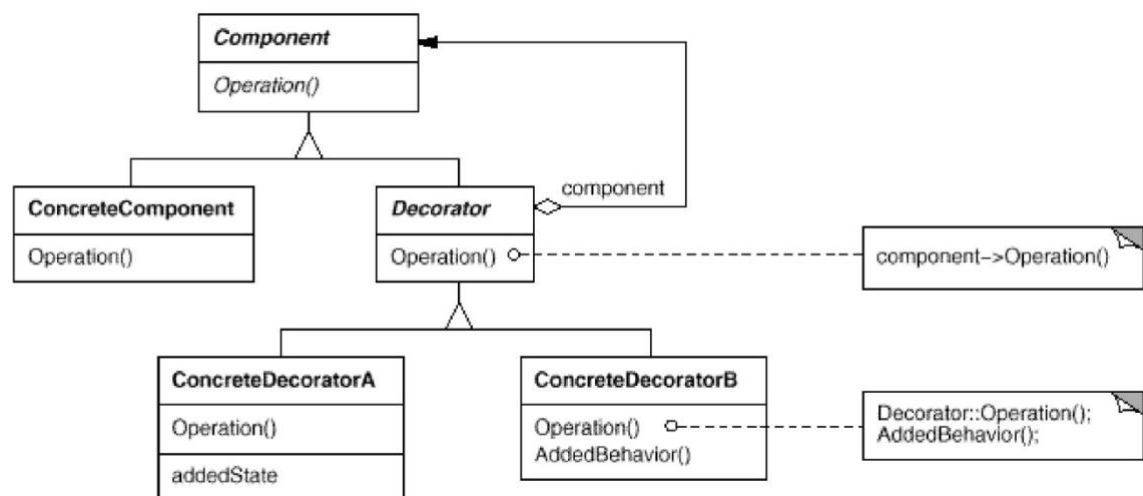 Component
Operation()
component
ConcreteComponent
Operation()
Decorator
Operation()
component->Operation()
ConcreteDecoratorA
Operation()
addedState
ConcreteDecoratorB
Operation()
AddedBehavior()
Decorator::Operation();
AddedBehavior();